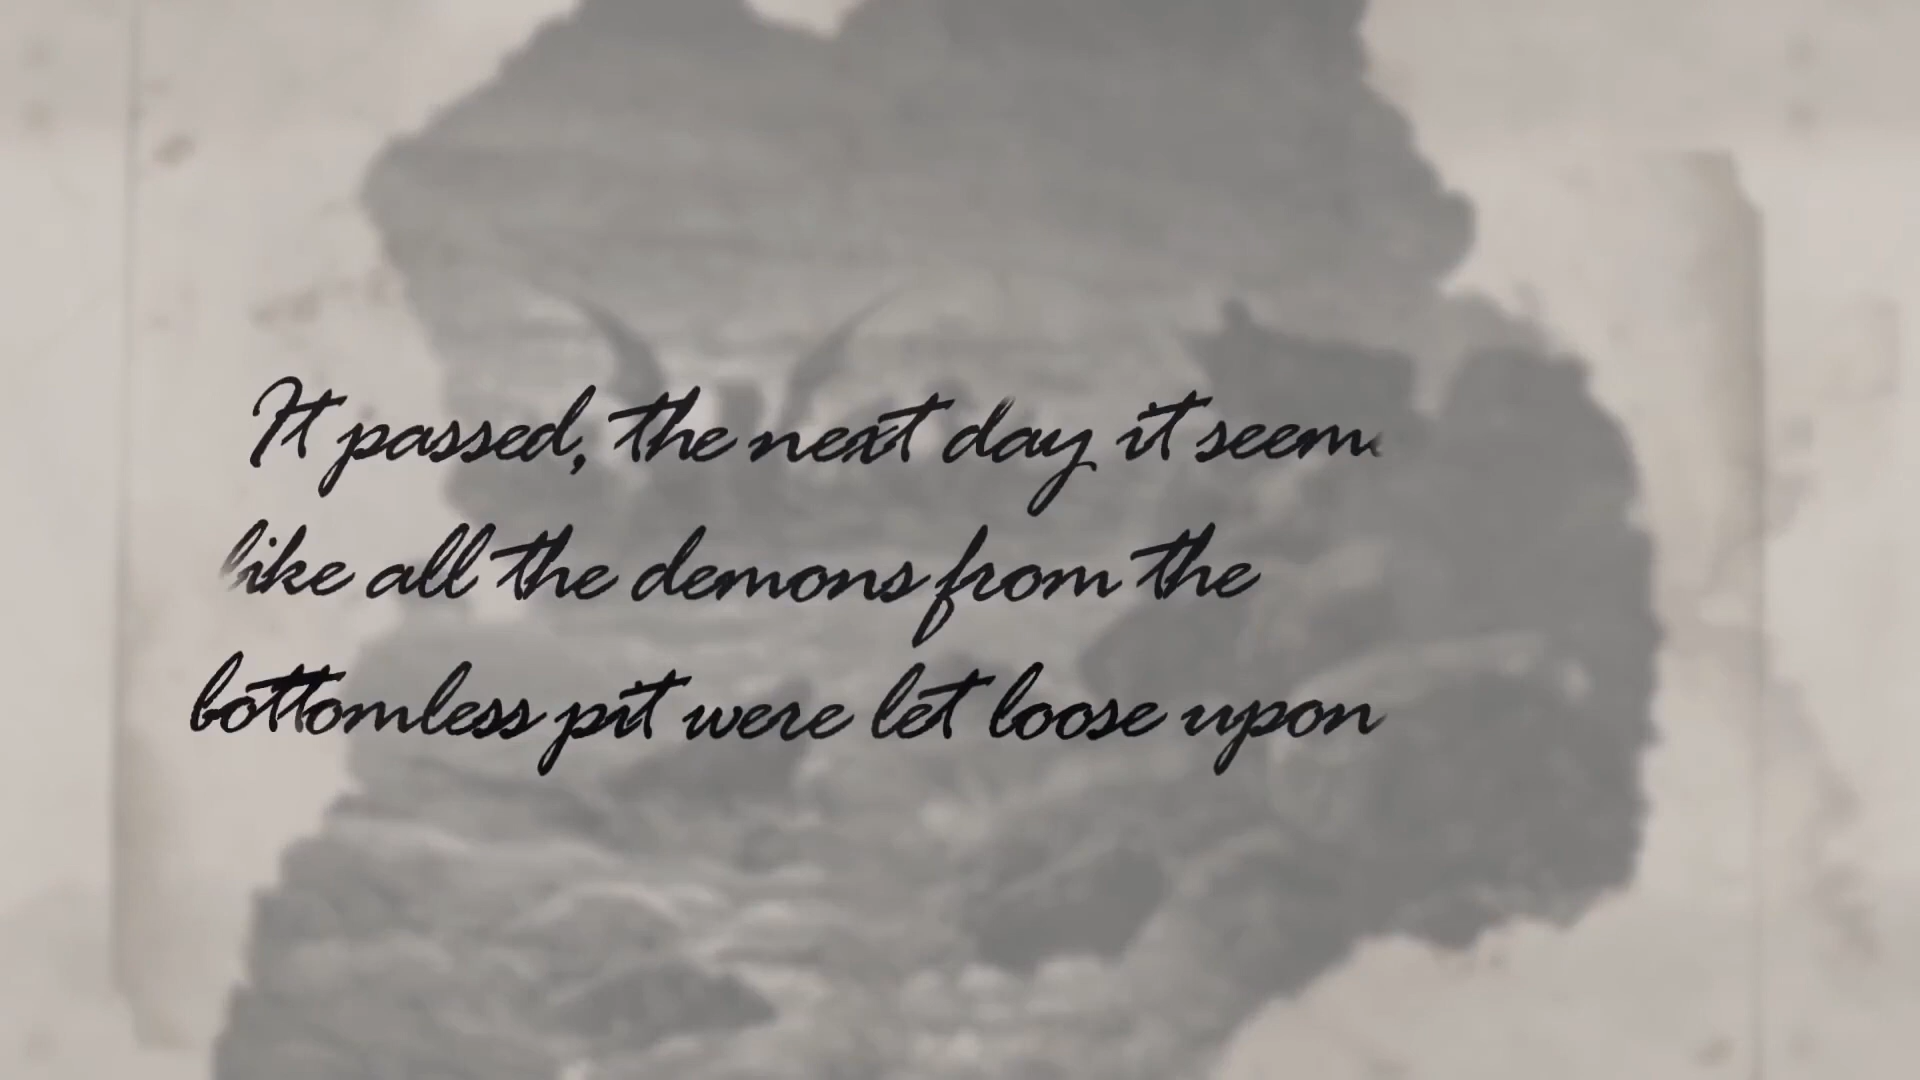 It passed, the next day it seem
like all the demons from the
bottomless pit were let loose upon